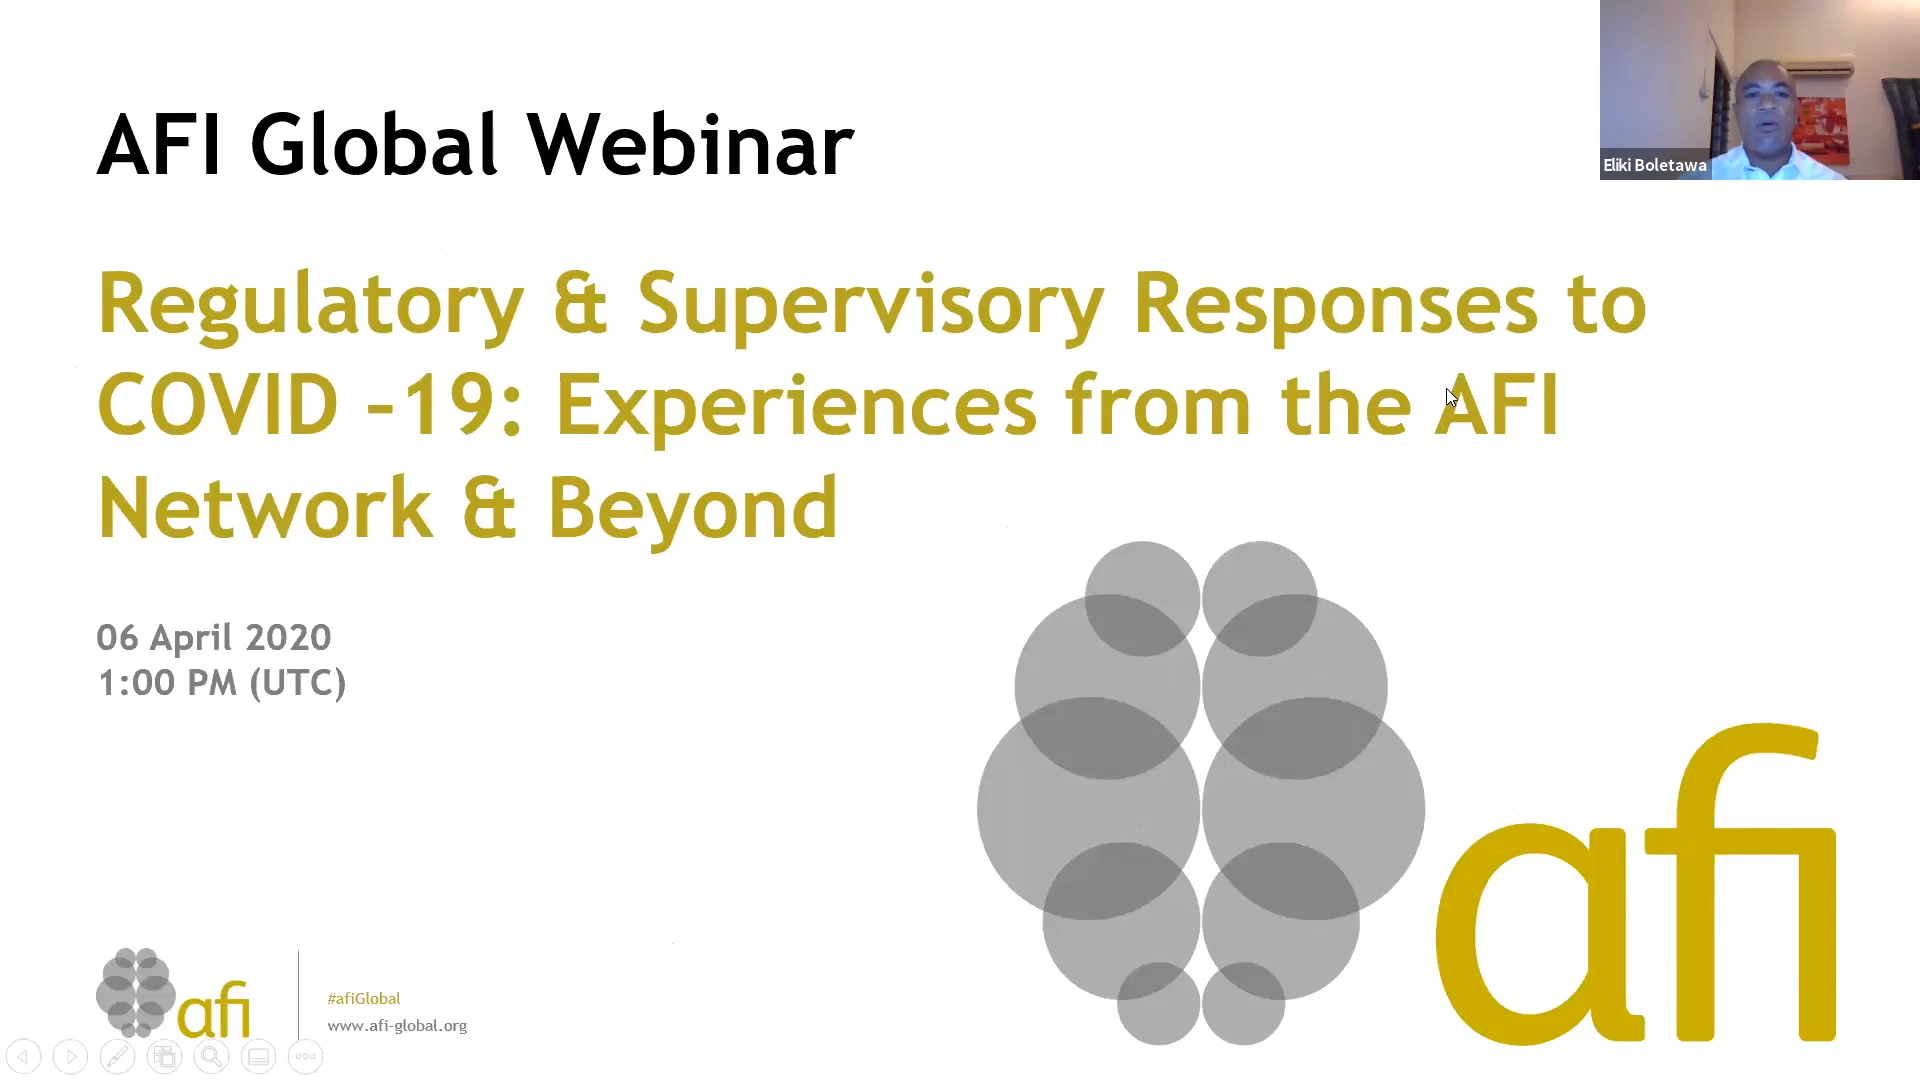 AFI Global Webinar
Eliki Boletawa
Regulatory & Supervisory Responses to
COVID -19: Experiences from the AFI
Network & Beyond
06 April 2020
1:00 PM (UTC)
afi
afi
#afiGlobal
www.afi-global.org